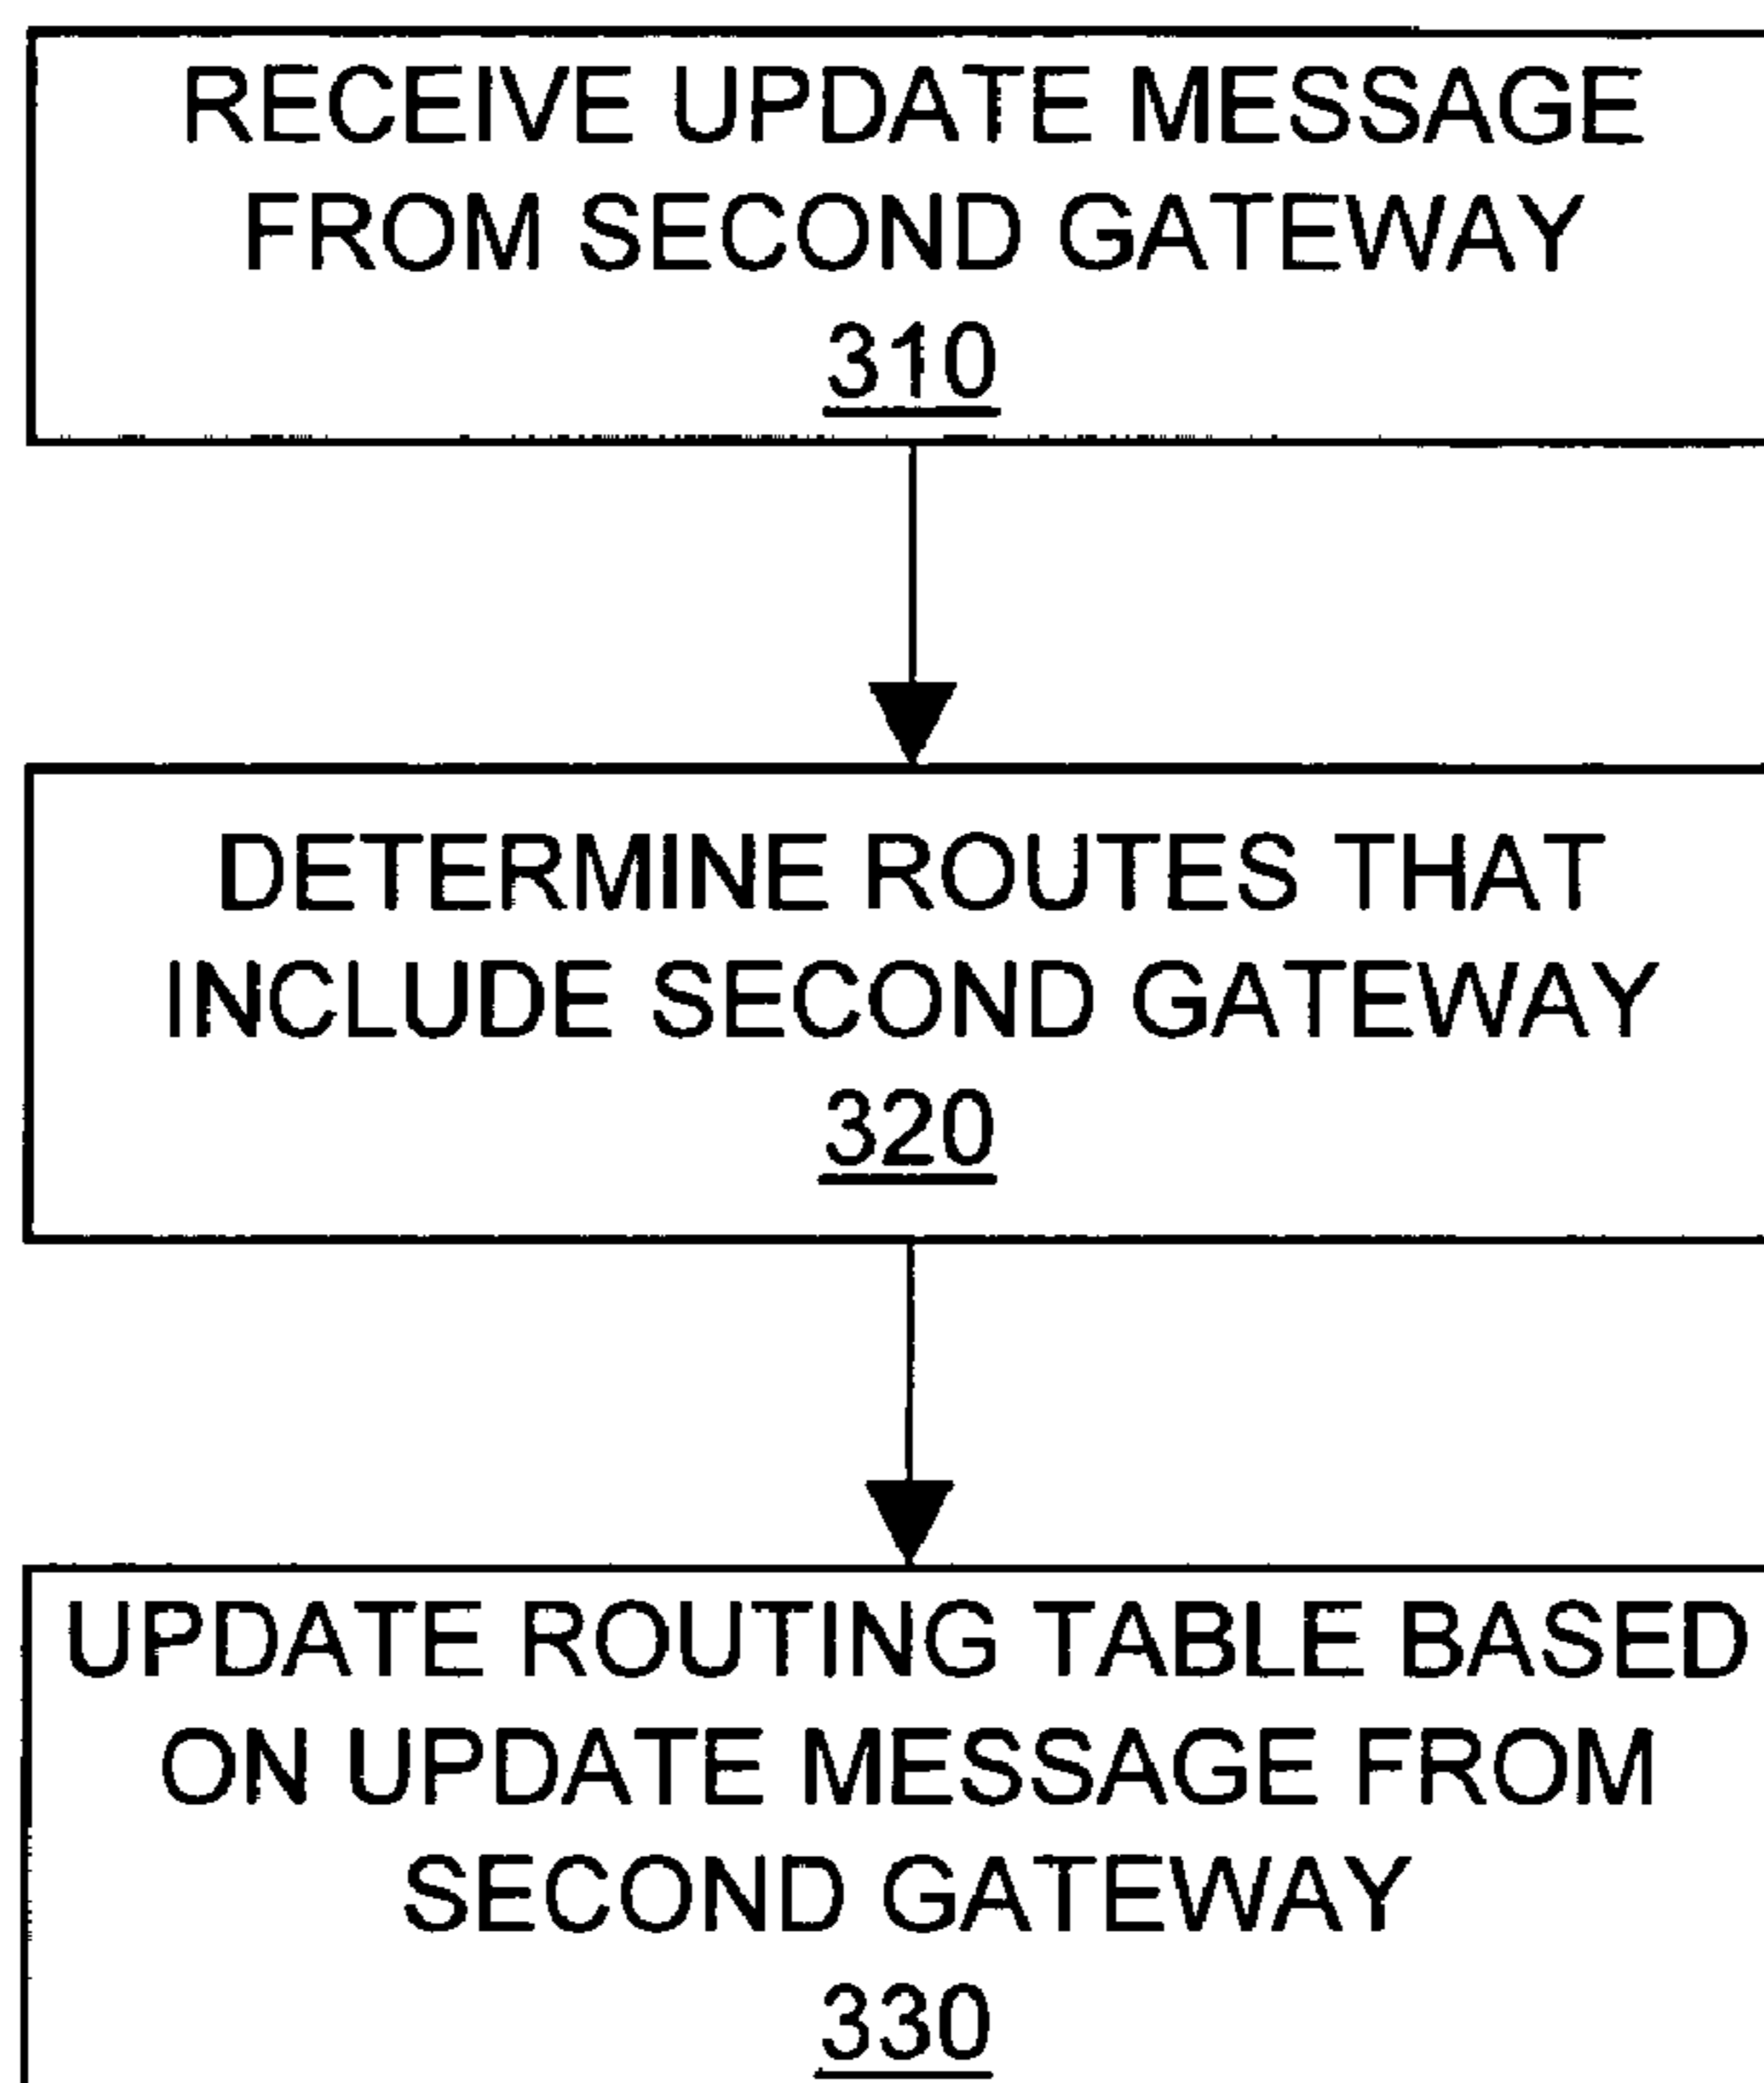 RECEIVE UPDATE MESSAGE
FROM SECOND GATEWAY
310
DETERMINE ROUTES THAT
INCLUDE SECOND GATEWAY
320
UPDATE ROUTING TABLE BASED
ON UPDATE MESSAGE FROM
SECOND GATEWAY
330